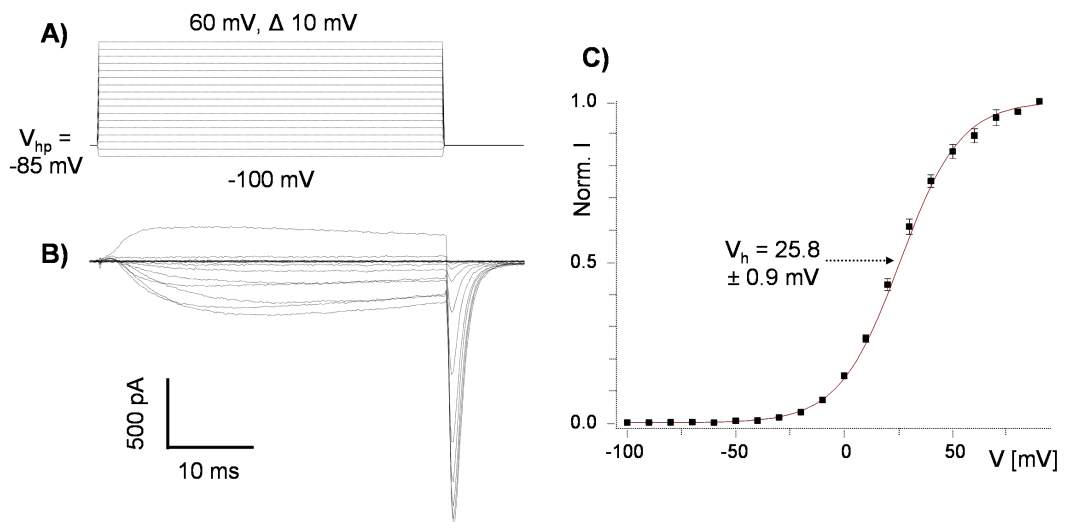 A)
60 mV, Δ 10 mV
V_hp =
-85 mV
-100 mV
B)
500 pA
10 ms
C)
Norm. I
1.0
0.5
0.0
V_h = 25.8
± 0.9 mV
-100
-50
0
50
V [mV]